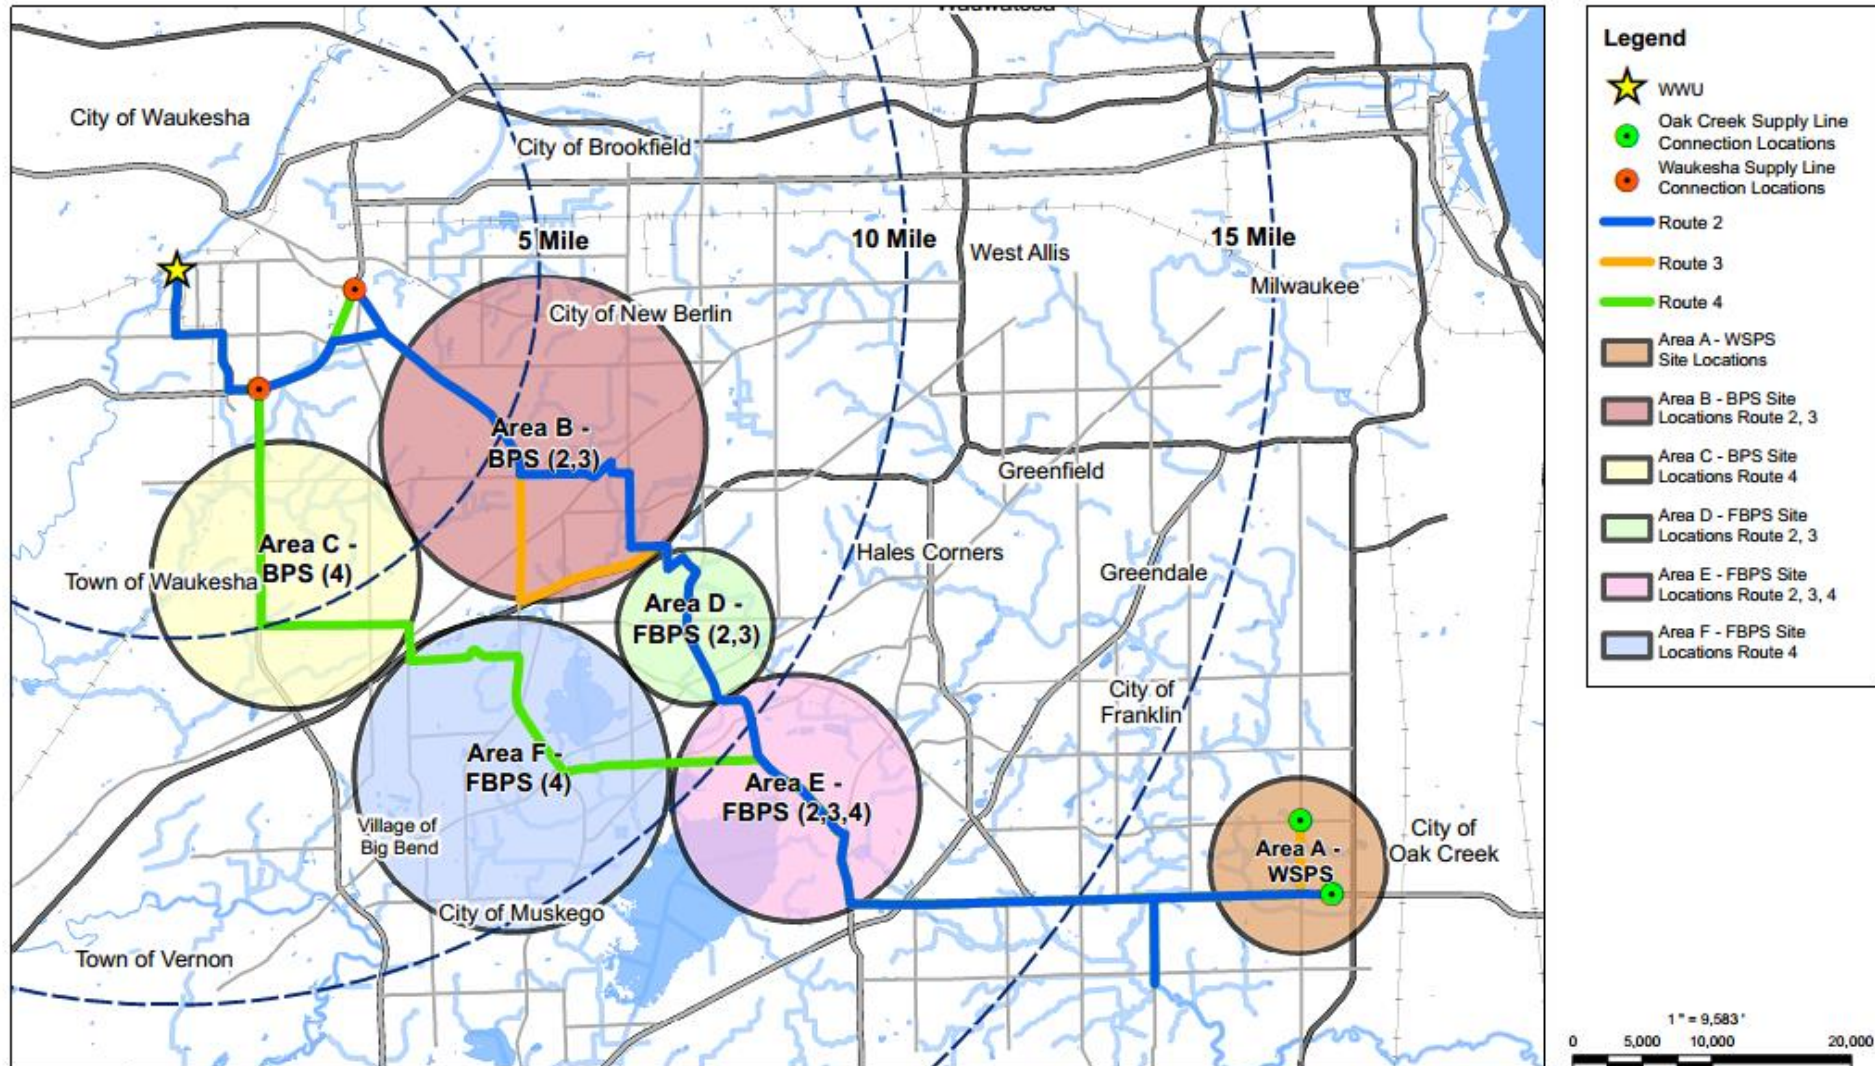 Wauwatosa
City of Waukesha
City of Brookfield
5 Mile
10 Mile
15 Mile
West Allis
Milwaukee
City of New Berlin
Area B -
BPS (2,3)
Greenfield
Area C -
BPS (4)
Town of Waukesha
Hales Corners
Greendale
Area D -
FBPS (2,3)
City of
Franklin
Area F -
FBPS (4)
Area E -
FBPS (2,3,4)
Village of
Big Bend
Area A -
WSPS
City of
Oak Creek
City of Muskego
Town of Vernon
Legend
WWU
Oak Creek Supply Line
Connection Locations
Waukesha Supply Line
Connection Locations
Route 2
Route 3
Route 4
Area A - WSPS
Site Locations
Area B - BPS Site
Locations Route 2, 3
Area C - BPS Site
Locations Route 4
Area D - FBPS Site
Locations Route 2, 3
Area E - FBPS Site
Locations Route 2, 3, 4
Area F - FBPS Site
Locations Route 4
1 " = 9,583 '
0 5,000 10,000 20,000